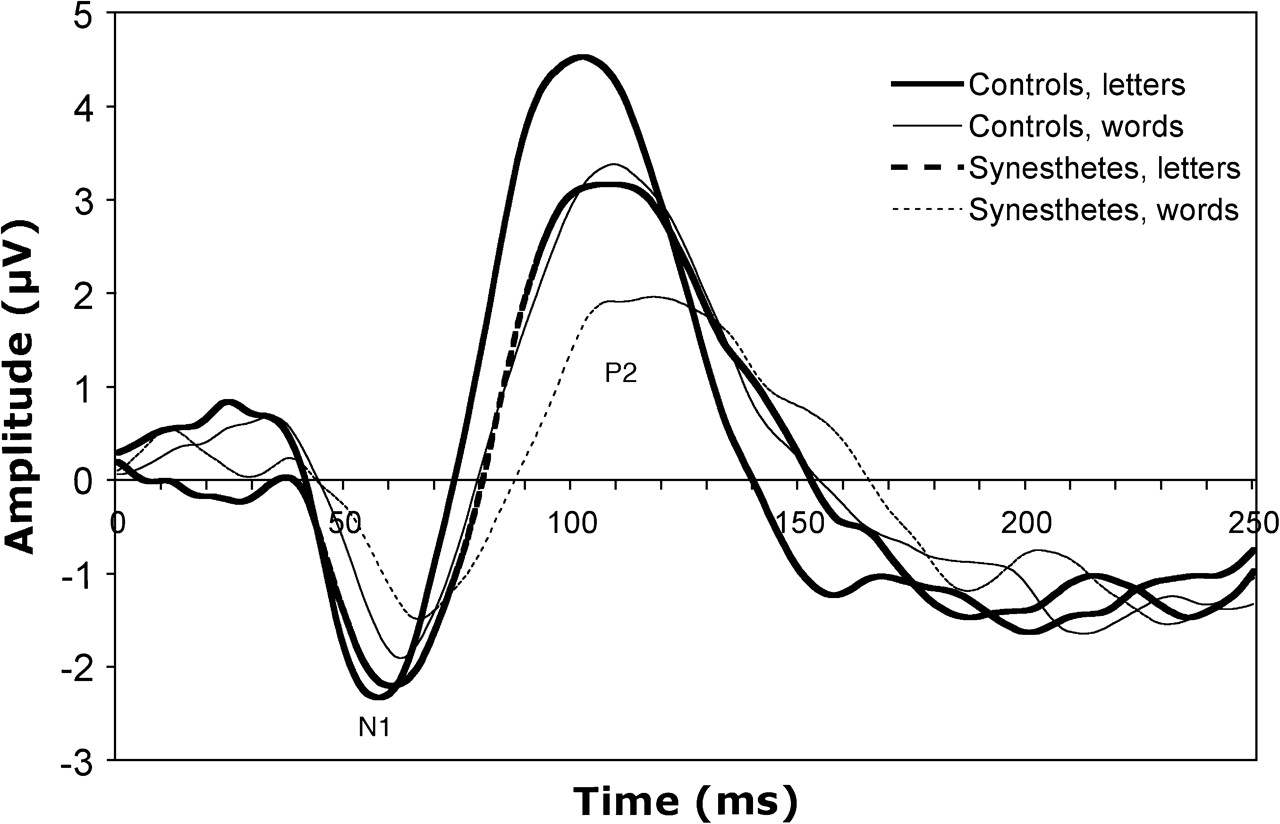 5
4
3
2
1
0
-1
-2
-3
Amplitude (µV)
Controls, letters
Controls, words
Synesthetes, letters
Synesthetes, words
P2
0 50 100 150 200 250
N1
Time (ms)